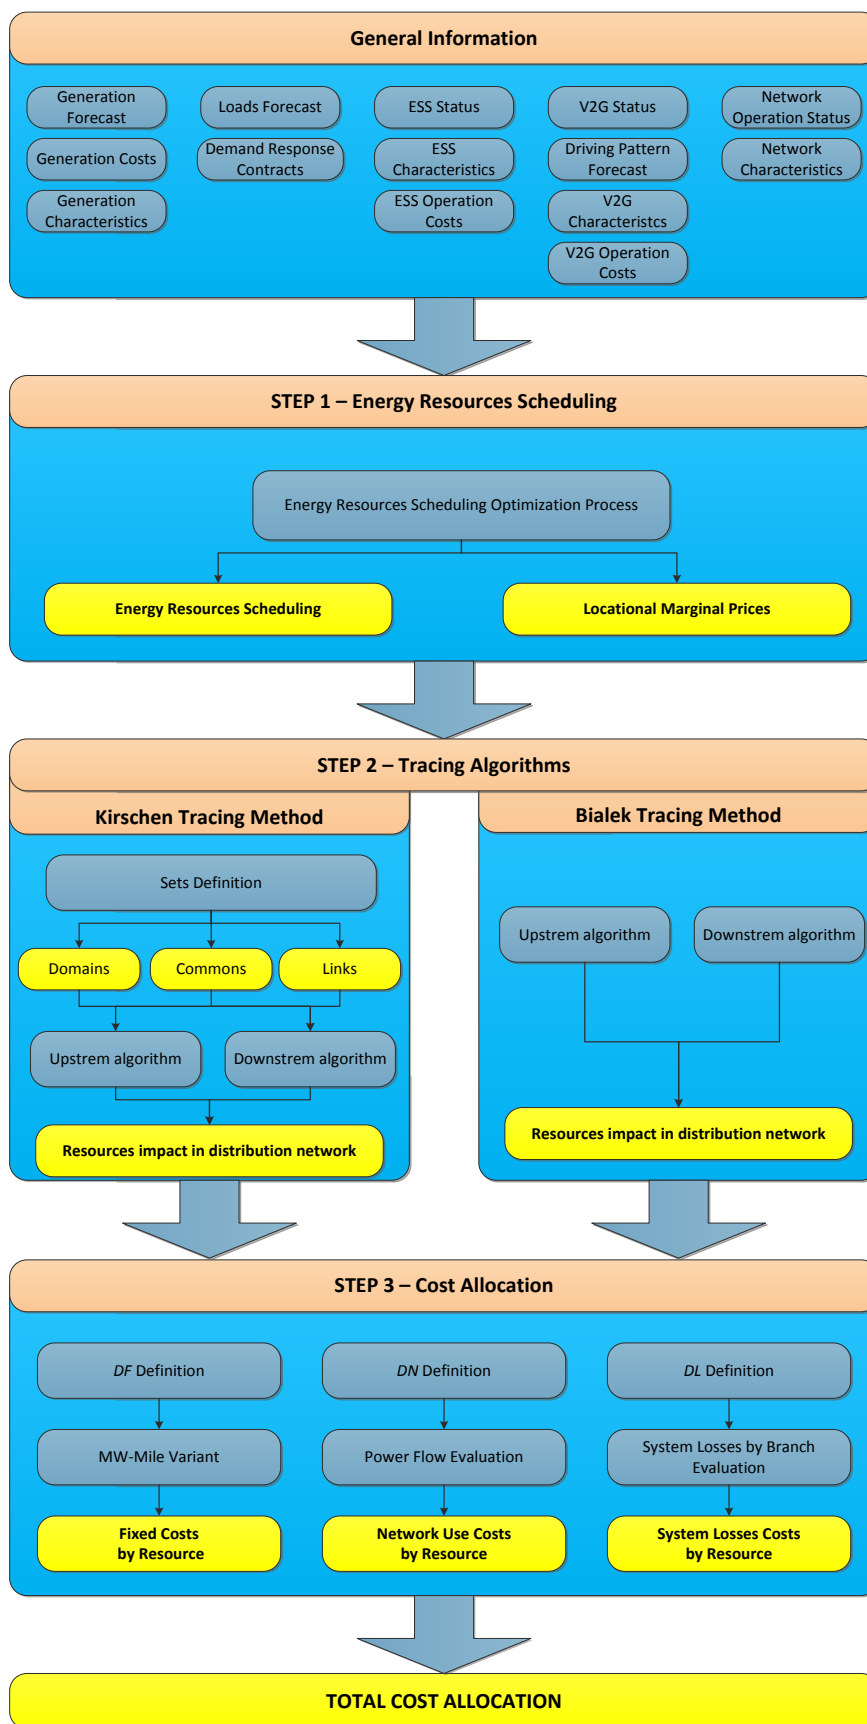 General Information
Generation
Forecast
Loads Forecast
ESS Status
V2G Status
Network
Operation Status
Generation Costs
Demand Response
Contracts
ESS
Characteristics
Driving Pattern
Forecast
Network
Characteristics
Generation
Characteristics
ESS Operation
Costs
V2G
Characteristcs
V2G Operation
Costs
STEP 1 – Energy Resources Scheduling
Energy Resources Scheduling Optimization Process
Energy Resources Scheduling
Locational Marginal Prices
STEP 2 – Tracing Algorithms
Kirschen Tracing Method
Sets Definition
Domains
Commons
Links
Upstrem algorithm
Downstrem algorithm
Resources impact in distribution network
Bialek Tracing Method
Upstrem algorithm
Downstrem algorithm
Resources impact in distribution network
STEP 3 – Cost Allocation
DF Definition
DN Definition
DL Definition
MW-Mile Variant
Power Flow Evaluation
System Losses by Branch
Evaluation
Fixed Costs
by Resource
Network Use Costs
by Resource
System Losses Costs
by Resource
TOTAL COST ALLOCATION